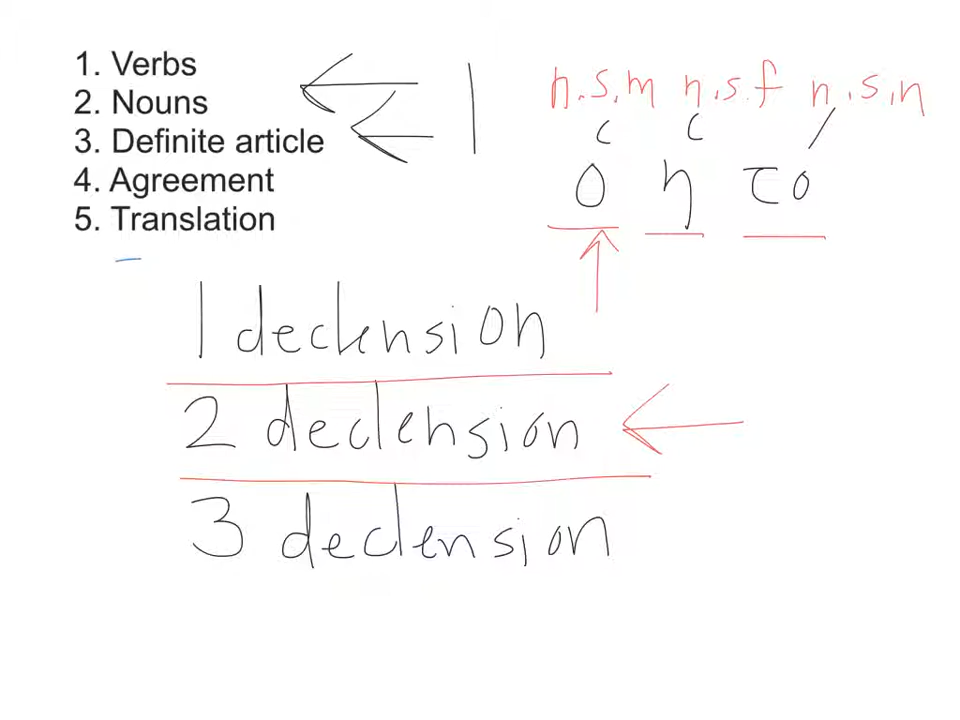 1. Verbs
2. Nouns
3. Definite article
4. Agreement
5. Translation
n.s.m n.s.f n.s.n
ὁ ἡ τό
1 declension
2 declension
3 declension